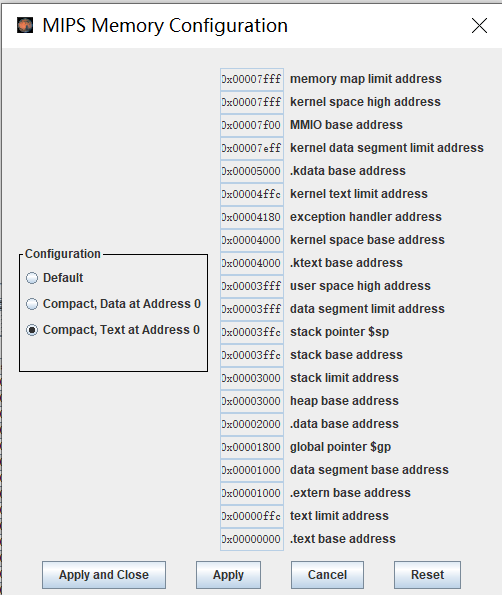 MIPS Memory Configuration
0x00007fff memory map limit address
0x00007fff kernel space high address
0x00007f00 MMIO base address
0x00007eff kernel data segment limit address
0x00005000 .kdata base address
0x00004ffc kernel text limit address
0x00004180 exception handler address
0x00004000 kernel space base address
0x00004000 .ktext base address
0x00003fff user space high address
0x00003fff data segment limit address
0x00003ffc stack pointer $sp
0x00003ffc stack base address
0x00003000 stack limit address
0x00003000 heap base address
0x00002000 .data base address
0x00001800 global pointer $gp
0x00001000 data segment base address
0x00001000 .extern base address
0x00000ffc text limit address
0x00000000 .text base address
Configuration
Default
Compact, Data at Address 0
Compact, Text at Address 0
Apply and Close Apply Cancel Reset